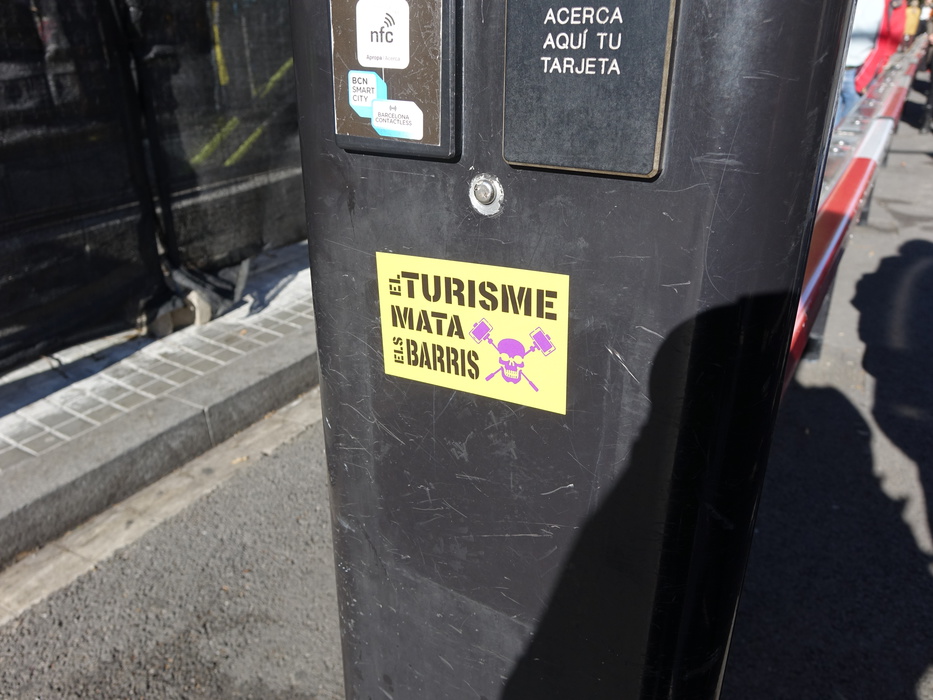 nfc
BCN
SMART
CITY
BARCELONA
CONTACTLESS
ACERCA
AQUÍ TU
TARJETA
EL TURISME
MATA
ELS BARRIS